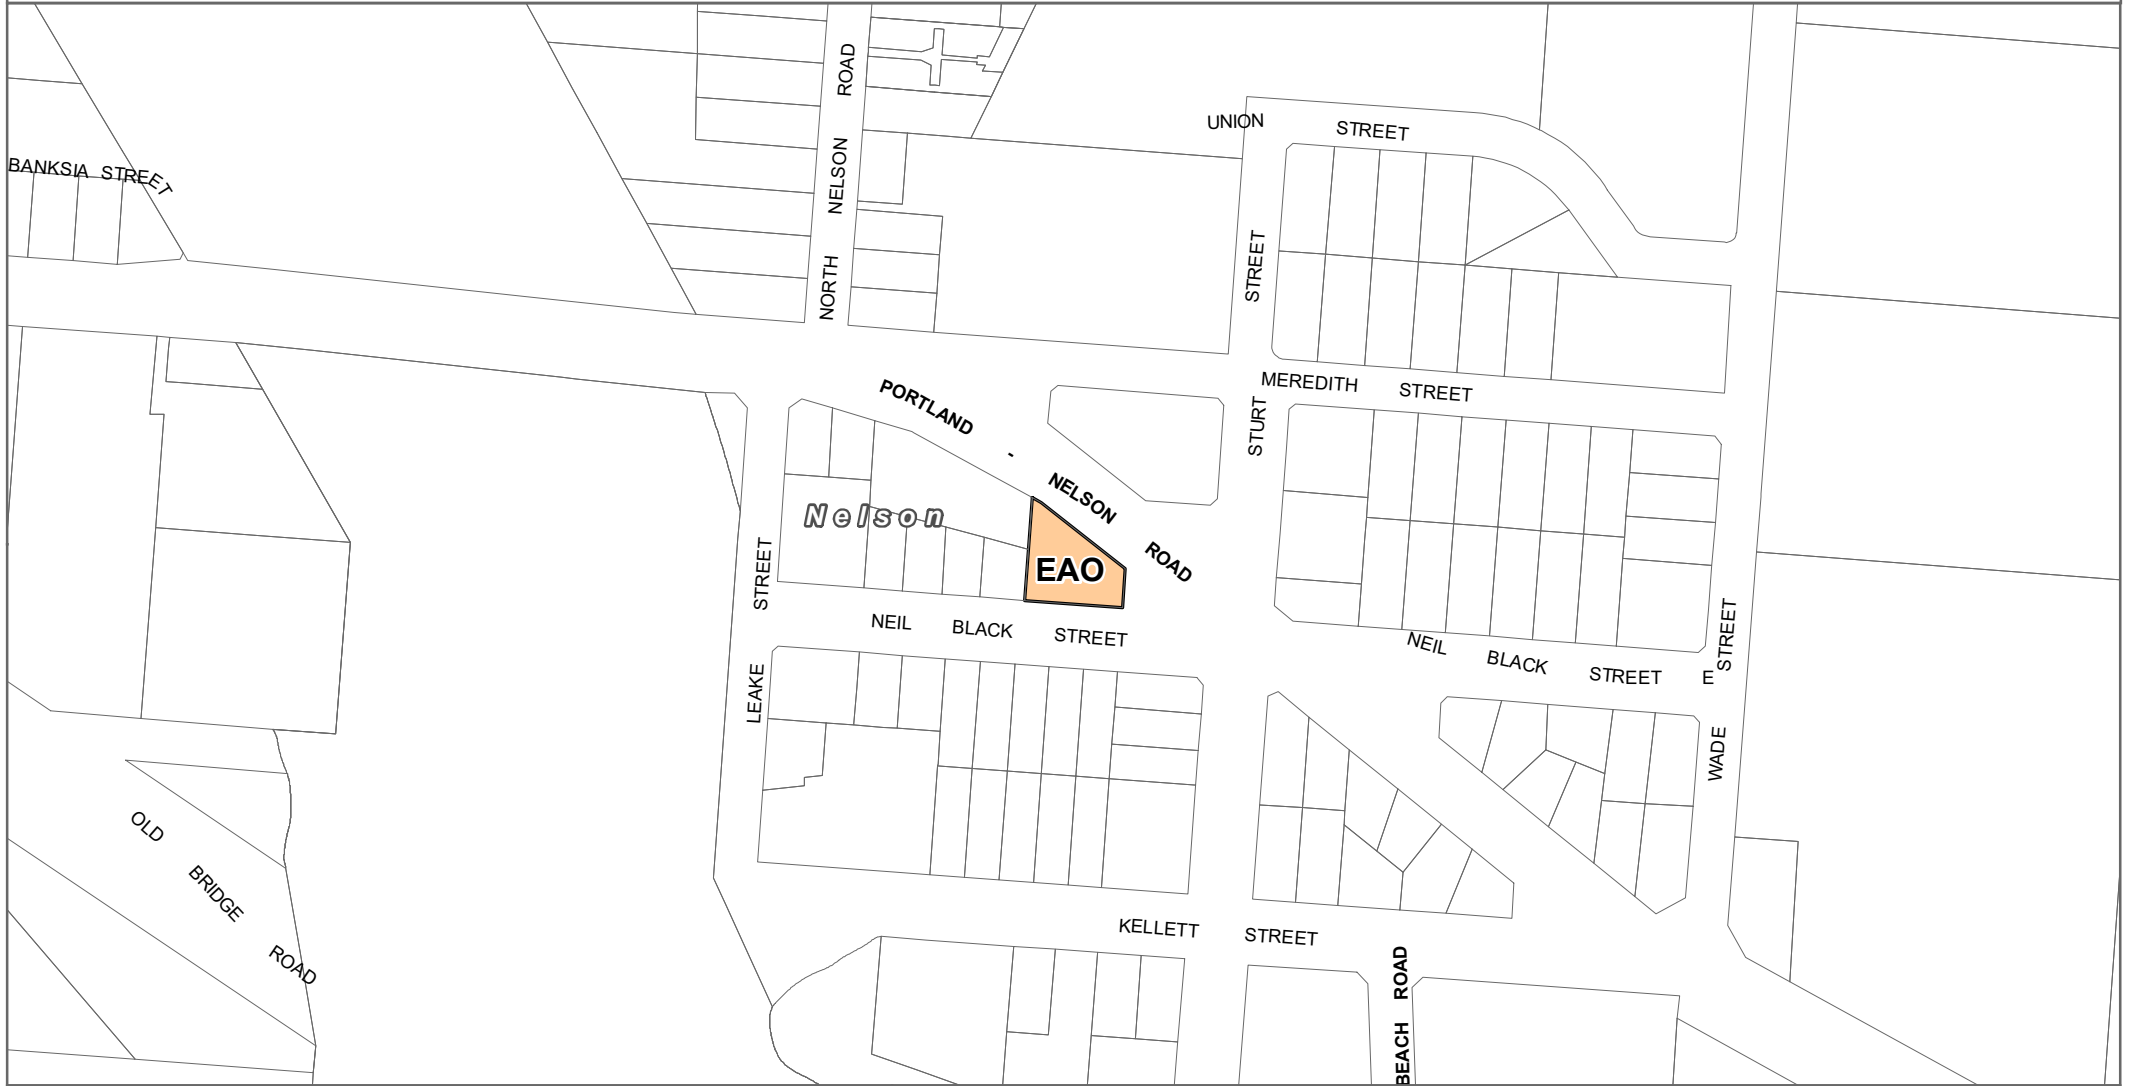 NORTH NELSON ROAD
UNION STREET
BANKSIA STREET
STURT STREET
MEREDITH STREET
PORTLAND - NELSON ROAD
Nelson
EAO
LEAKE STREET
NEIL BLACK STREET
NEIL BLACK STREET E
WADE STREET
OLD BRIDGE ROAD
KELLETT STREET
BEACH ROAD